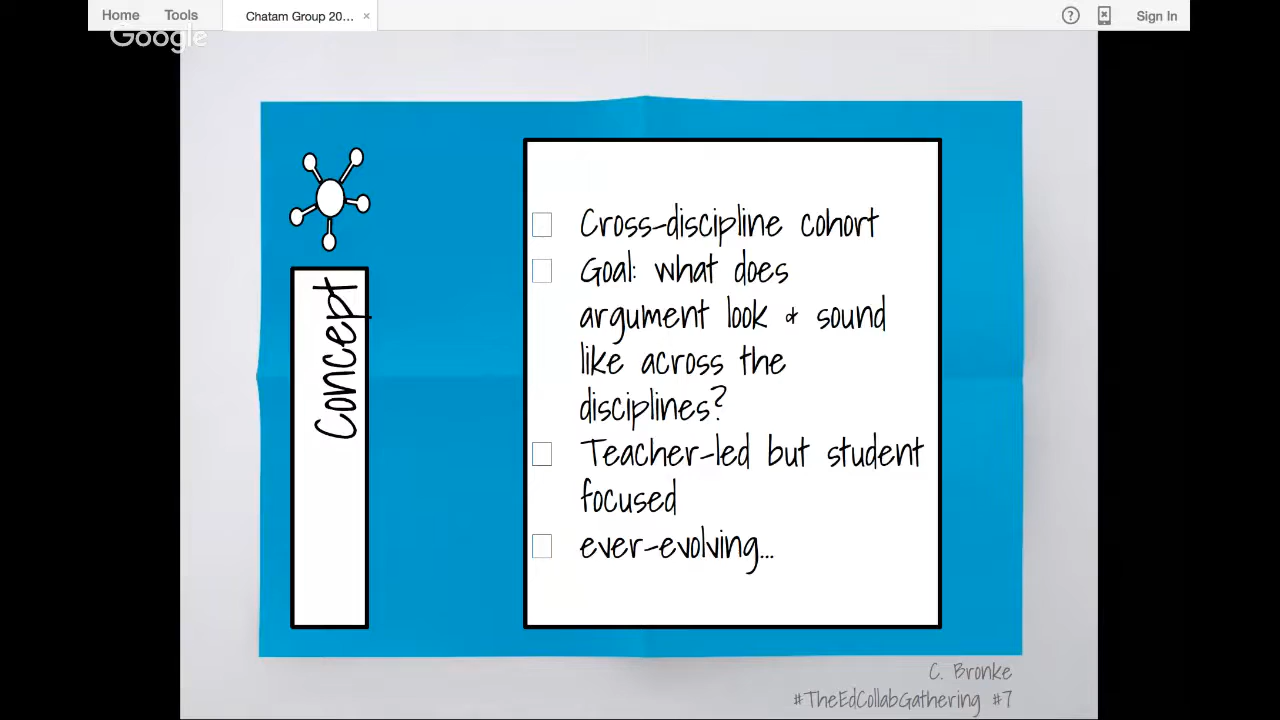 Home Tools Chatam Group 20... × ? Sign In
Google
Concept
Cross-discipline cohort
Goal: what does
argument look & sound
like across the
disciplines?
Teacher-led but student
focused
ever-evolving...
C. Bronke
#TheEdCollabGathering #7